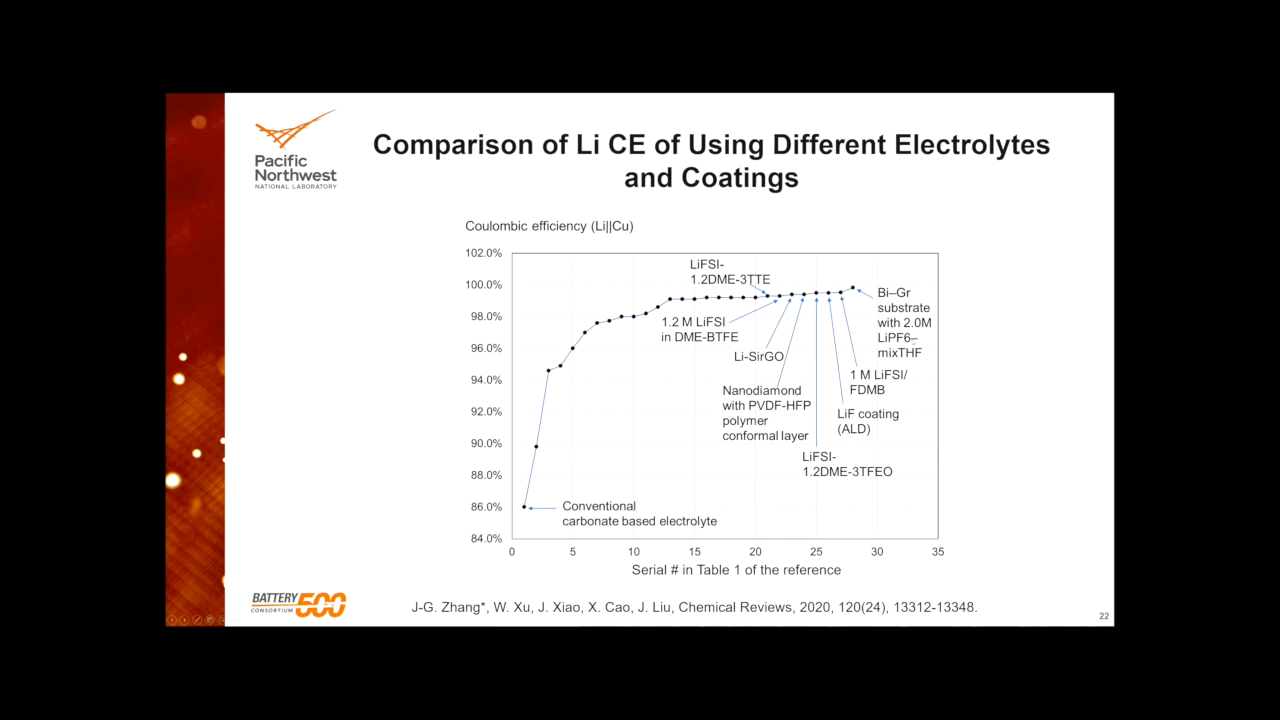 Pacific
Northwest
NATIONAL LABORATORY
Comparison of Li CE of Using Different Electrolytes
and Coatings
Coulombic efficiency (Li||Cu)
102.0%
100.0%
98.0%
96.0%
94.0%
92.0%
90.0%
88.0%
86.0%
84.0%
0
5
10
15
20
25
30
35
Serial # in Table 1 of the reference
LiFSI-
1.2DME-3TTE
1.2 M LiFSI
in DME-BTFE
Li-SirGO
Nanodiamond
with PVDF-HFP
polymer
conformal layer
LiFSI-
1.2DME-3TFEO
LiF coating
(ALD)
1 M LiFSI/
FDMB
Bi–Gr
substrate
with 2.0M
LiPF6–
mixTHF
Conventional
carbonate based electrolyte
BATTERY
CONSORTIUM
500
J-G. Zhang*, W. Xu, J. Xiao, X. Cao, J. Liu, Chemical Reviews, 2020, 120(24), 13312-13348.
22